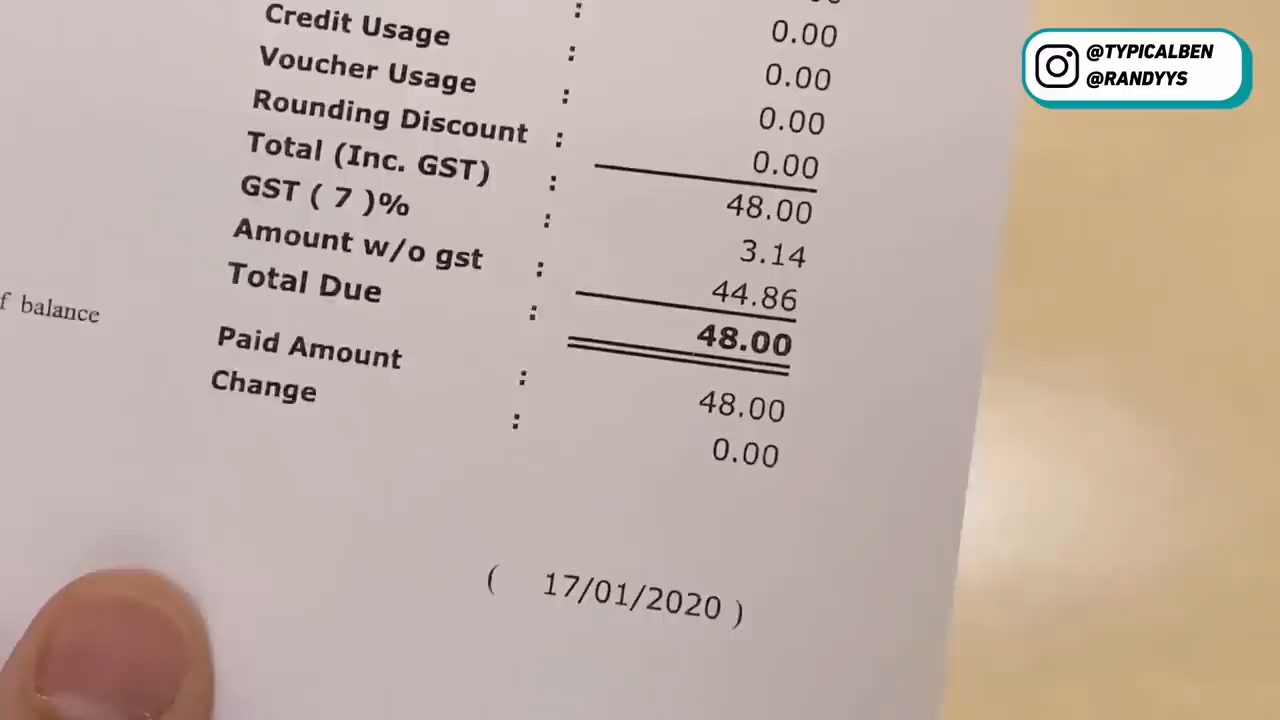 Credit Usage : 0.00
Voucher Usage : 0.00
Rounding Discount : 0.00
Total (Inc. GST) : 0.00
GST ( 7 )% : 48.00
Amount w/o gst : 3.14
Total Due : 44.86
: 48.00
Paid Amount : 48.00
Change : 0.00
f balance
( 17/01/2020 )
@TYPICALBEN
@RANDYYS